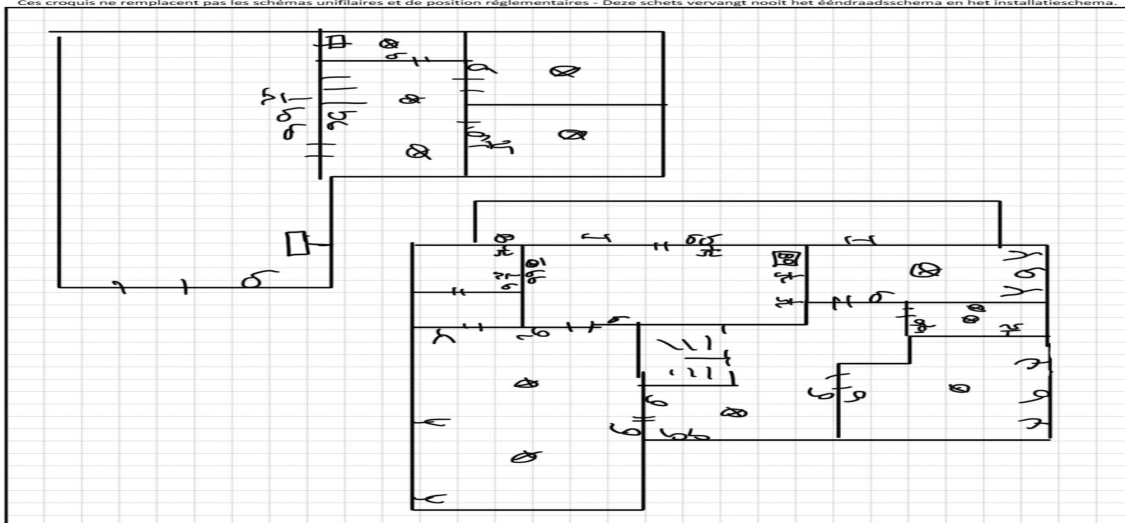 Ces croquis ne remplacent pas les schémas unifilaires et de position réglementaires - Deze schets vervangt nooit het ééndraadsschema en het installatieschema.